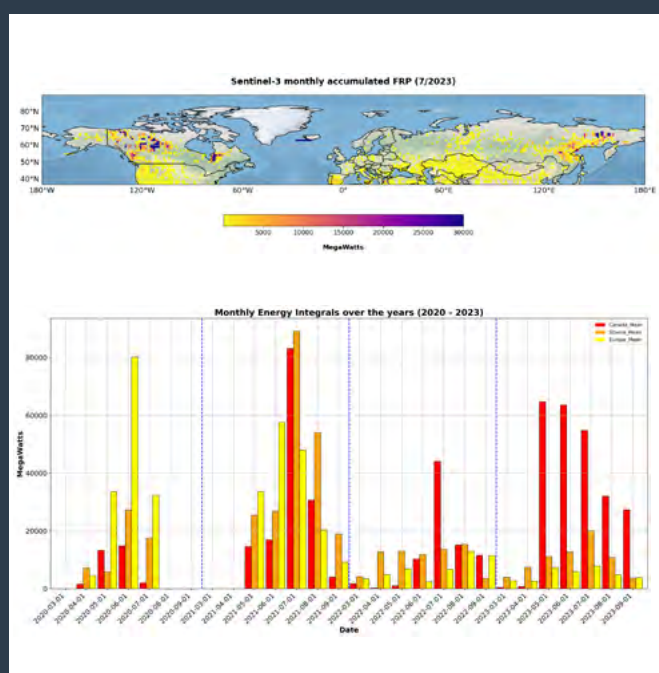 Sentinel-3 monthly accumulated FRP (7/2023)
80°N
70°N
60°N
50°N
40°N
180°W 120°W 60°W 0° 60°E 120°E 180°E
5000 10000 15000 20000 25000 30000
MegaWatts
Monthly Energy Integrals over the years (2020 - 2023)
Canada_Mean
Europe_Mean
80000
60000
40000
20000
0
MegaWatts
2020-03-01 2020-04-01 2020-05-01 2020-06-01 2020-07-01 2020-08-01 2020-09-01 2021-03-01 2021-04-01 2021-05-01 2021-06-01 2021-07-01 2021-08-01 2021-09-01 2022-03-01 2022-04-01 2022-05-01 2022-06-01 2022-07-01 2022-08-01 2022-09-01 2023-03-01 2023-04-01 2023-05-01 2023-06-01 2023-07-01 2023-08-01 2023-09-01
Date